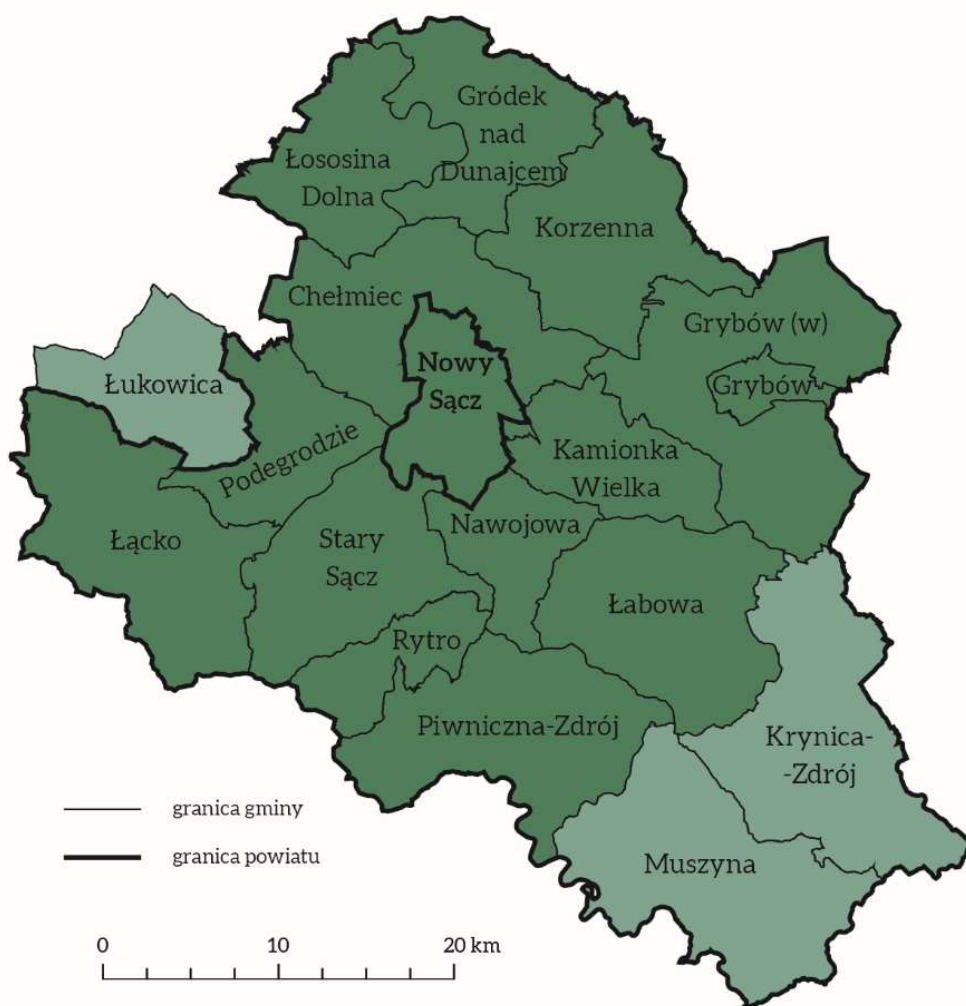 Gródek
nad
Dunajcem
Łososina
Dolna
Korzenna
Chełmiec
Grybów (w)
Nowy
Sącz
Łukowica
Grybów
Podegrodzie
Kamionka
Wielka
Nawojowa
Łącko
Stary
Sącz
Łabowa
Rytro
Piwniczna-Zdrój
Krynica-
-Zdrój
Muszyna
granica gminy
granica powiatu
0 10 20 km